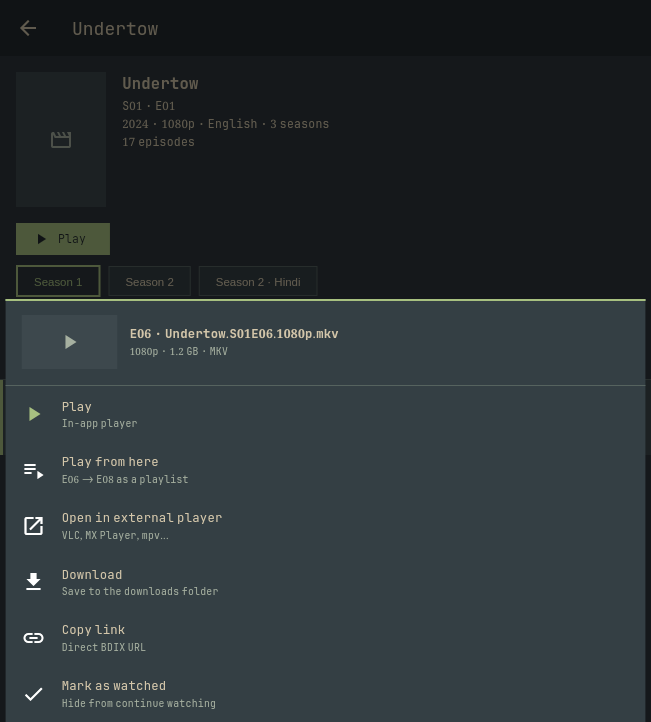 Undertow
Undertow
S01 · E01
2024 · 1080p · English · 3 seasons
17 episodes
Play
Season 1
Season 2
Season 2 · Hindi
E06 · Undertow.S01E06.1080p.mkv
1080p · 1.2 GB · MKV
Play
In-app player
Play from here
E06 → E08 as a playlist
Open in external player
VLC, MX Player, mpv...
Download
Save to the downloads folder
Copy link
Direct BDIX URL
Mark as watched
Hide from continue watching